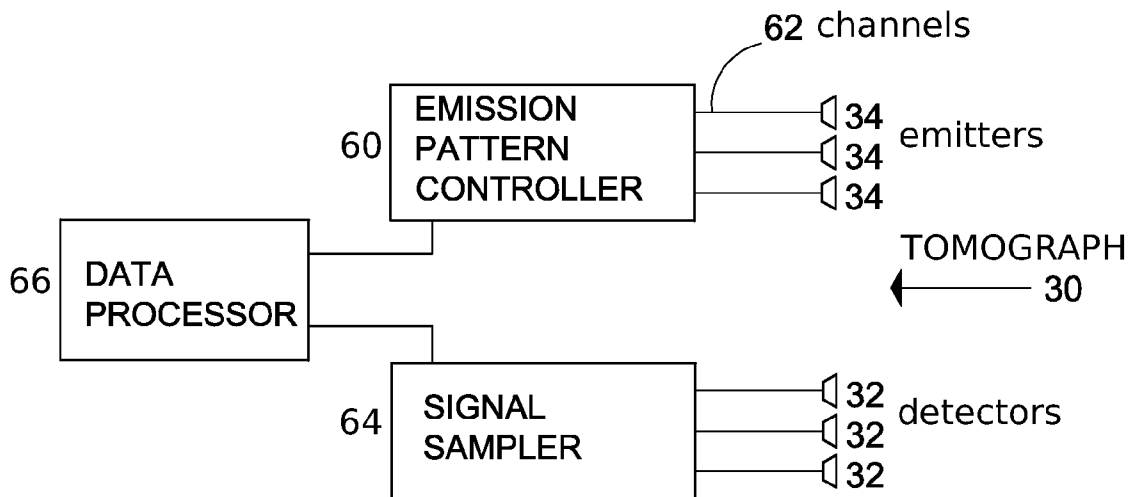 62 channels
EMISSION
PATTERN
CONTROLLER
60
34
34
34
emitters
TOMOGRAPH
30
66
DATA
PROCESSOR
64
SIGNAL
SAMPLER
32
32
32
detectors